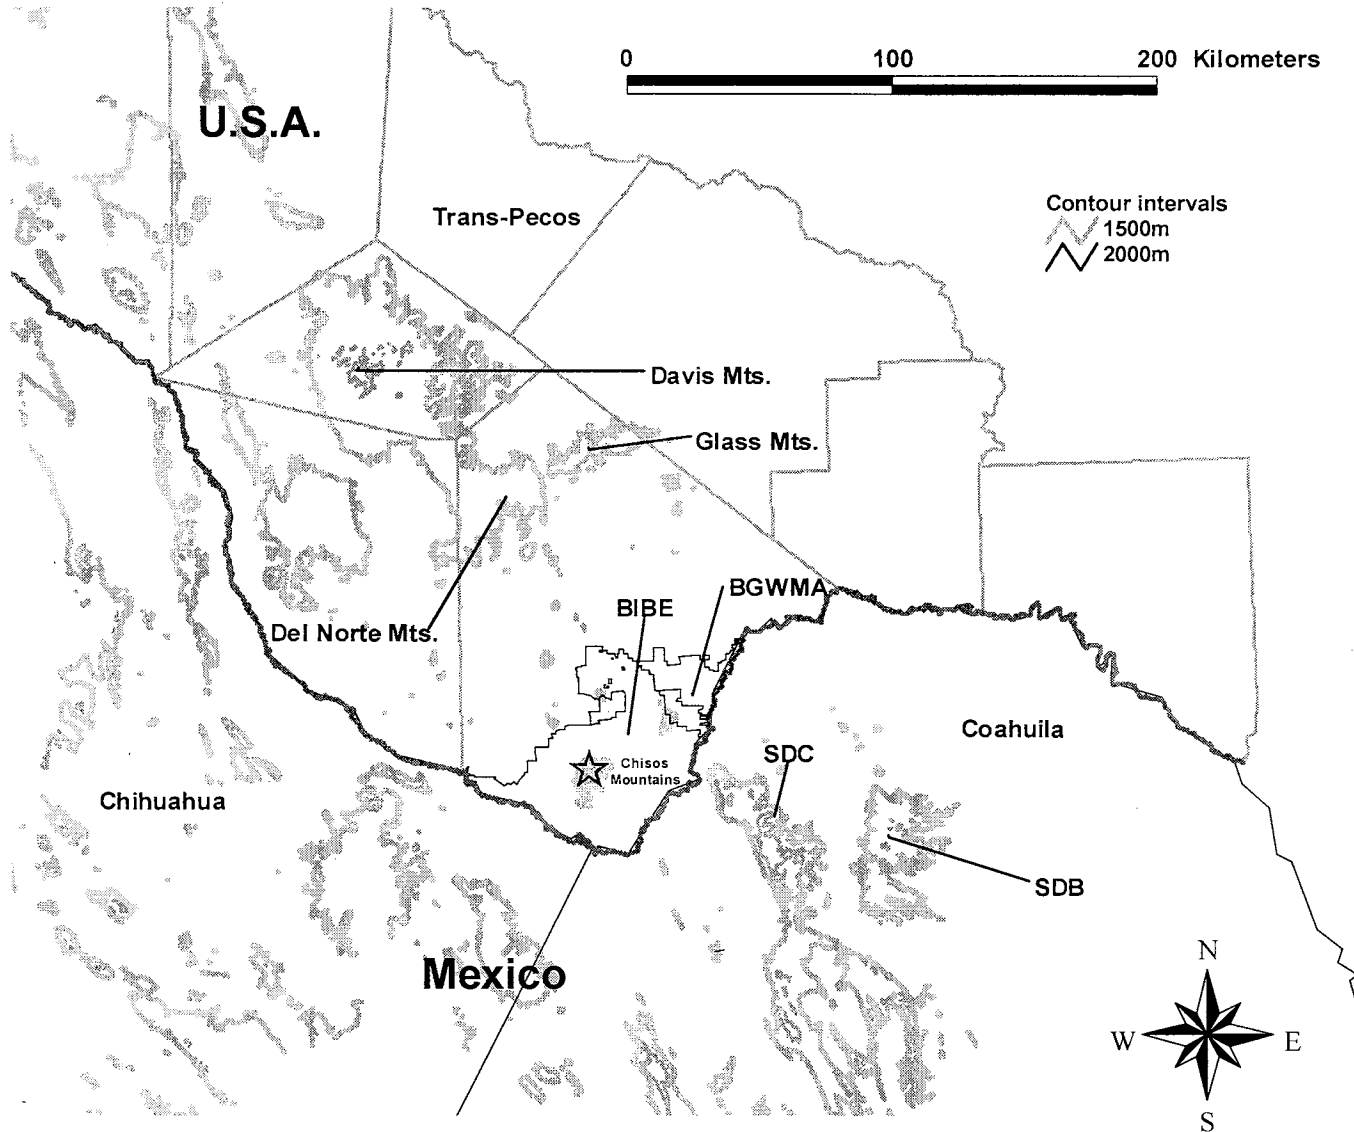 0 100 200 Kilometers
U.S.A.
Contour intervals
1500m
2000m
Trans-Pecos
Davis Mts.
Glass Mts.
BGWMA
BIBE
Del Norte Mts.
Coahuila
SDC
Chisos
Mountains
Chihuahua
SDB
Mexico
N
W E
S